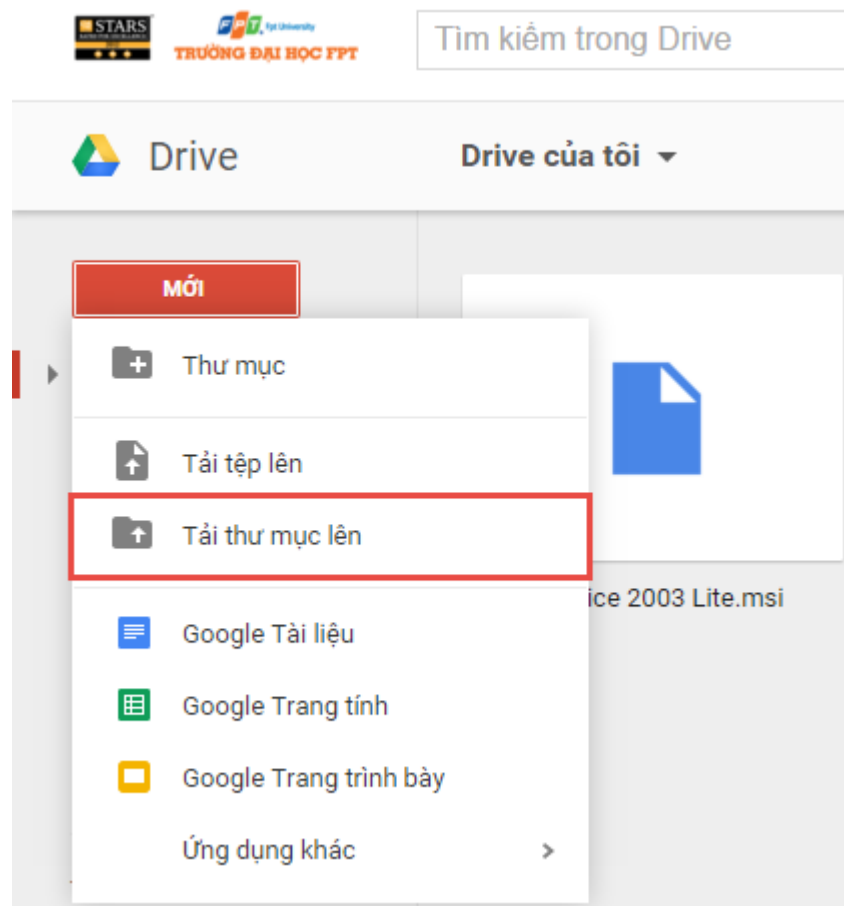 STARS
FPT. Fpt University
TRƯỜNG ĐẠI HỌC FPT
Tìm kiếm trong Drive
Drive
Drive của tôi
MỚI
Thư mục
Tải tệp lên
Tải thư mục lên
ice 2003 Lite.msi
Google Tài liệu
Google Trang tính
Google Trang trình bày
Ứng dụng khác